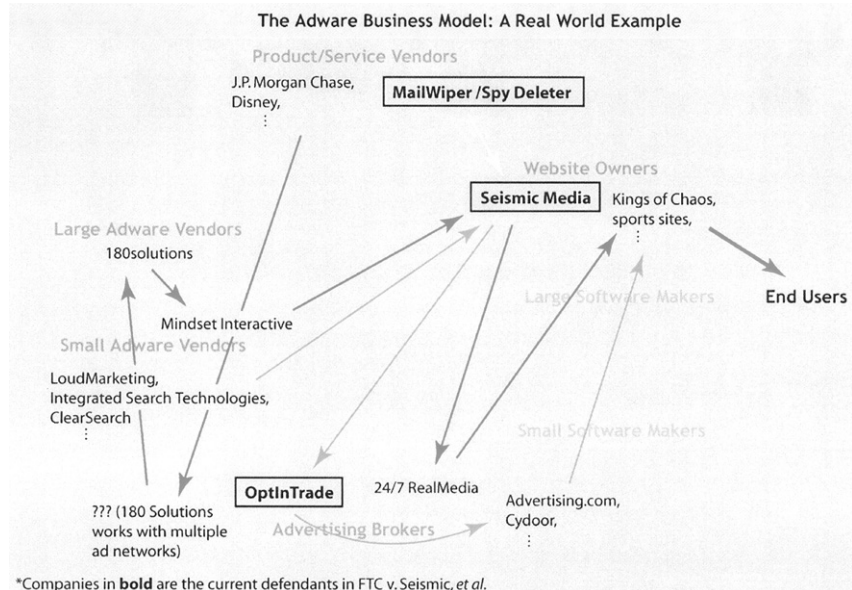 The Adware Business Model: A Real World Example
Product/Service Vendors
J.P. Morgan Chase,
Disney,
⋮
MailWiper/Spy Deleter
Website Owners
Seismic Media
Kings of Chaos,
sports sites,
⋮
Large Adware Vendors
180solutions
Large Software Makers
End Users
Mindset Interactive
Small Adware Vendors
LoudMarketing,
Integrated Search Technologies,
ClearSearch
⋮
Small Software Makers
??? (180 Solutions
works with multiple
ad networks)
OptInTrade
24/7 RealMedia
Advertising Brokers
Advertising.com,
Cydoor,
⋮
*Companies in bold are the current defendants in FTC v. Seismic, et al.